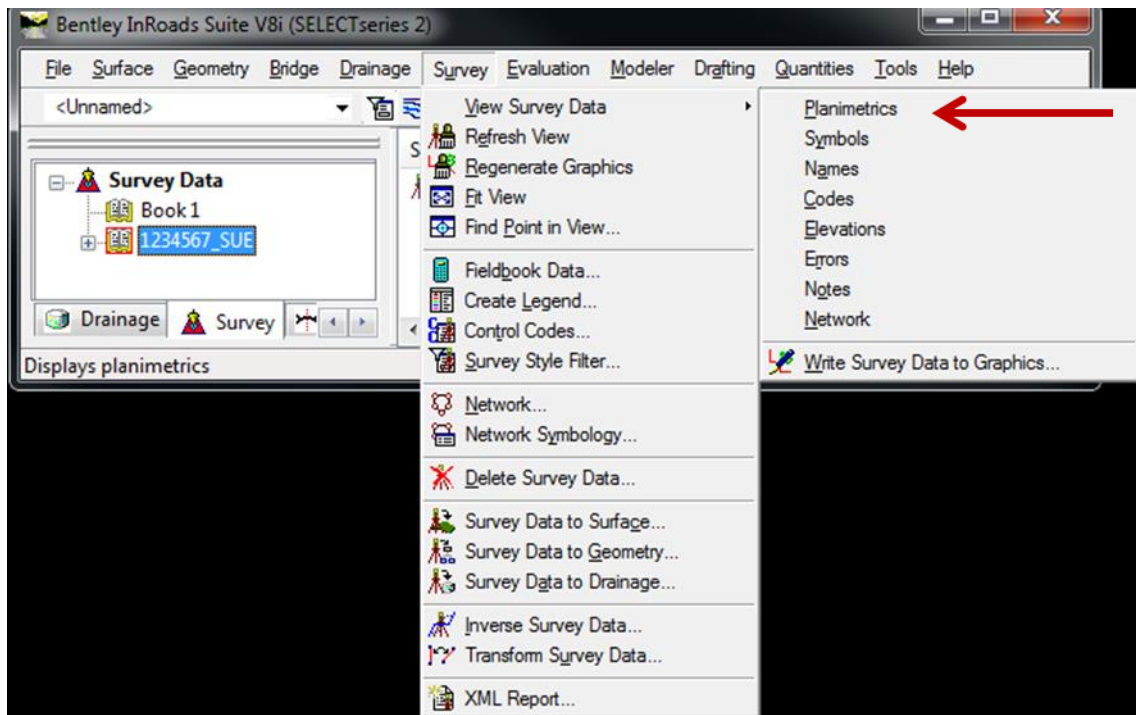 Bentley InRoads Suite V8i (SELECTseries 2)
File Surface Geometry Bridge Drainage Survey Evaluation Modeler Drafting Quantities Tools Help
<Unnamed>
Survey Data
Book 1
1234567_SUE
Drainage Survey
Displays planimetrics
View Survey Data
Refresh View
Regenerate Graphics
Fit View
Find Point in View...
Fieldbook Data...
Create Legend...
Control Codes...
Survey Style Filter...
Network...
Network Symbology...
Delete Survey Data...
Survey Data to Surface...
Survey Data to Geometry...
Survey Data to Drainage...
Inverse Survey Data...
Transform Survey Data...
XML Report...
Planimetrics
Symbols
Names
Codes
Elevations
Errors
Notes
Network
Write Survey Data to Graphics...